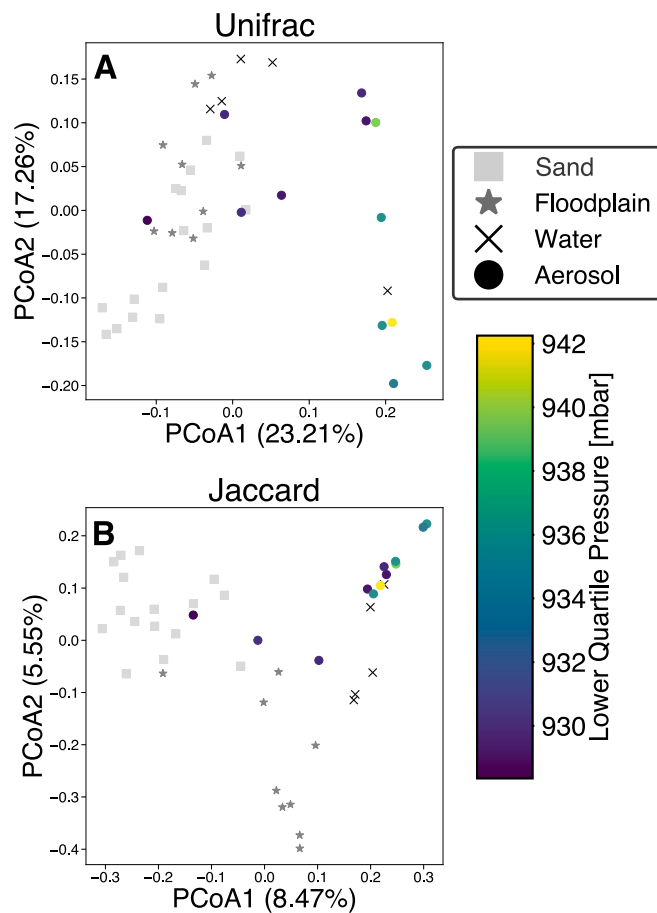 Unifrac
A
0.15
0.10
0.05
0.00
−0.05
−0.10
−0.15
−0.20
PCoA2 (17.26%)
−0.1
0.0
0.1
0.2
PCoA1 (23.21%)
Sand
Floodplain
Water
Aerosol
942
940
938
936
934
932
930
Lower Quartile Pressure [mbar]
Jaccard
B
0.2
0.1
0.0
−0.1
−0.2
−0.3
−0.4
PCoA2 (5.55%)
−0.3
−0.2
−0.1
0.0
0.1
0.2
0.3
PCoA1 (8.47%)